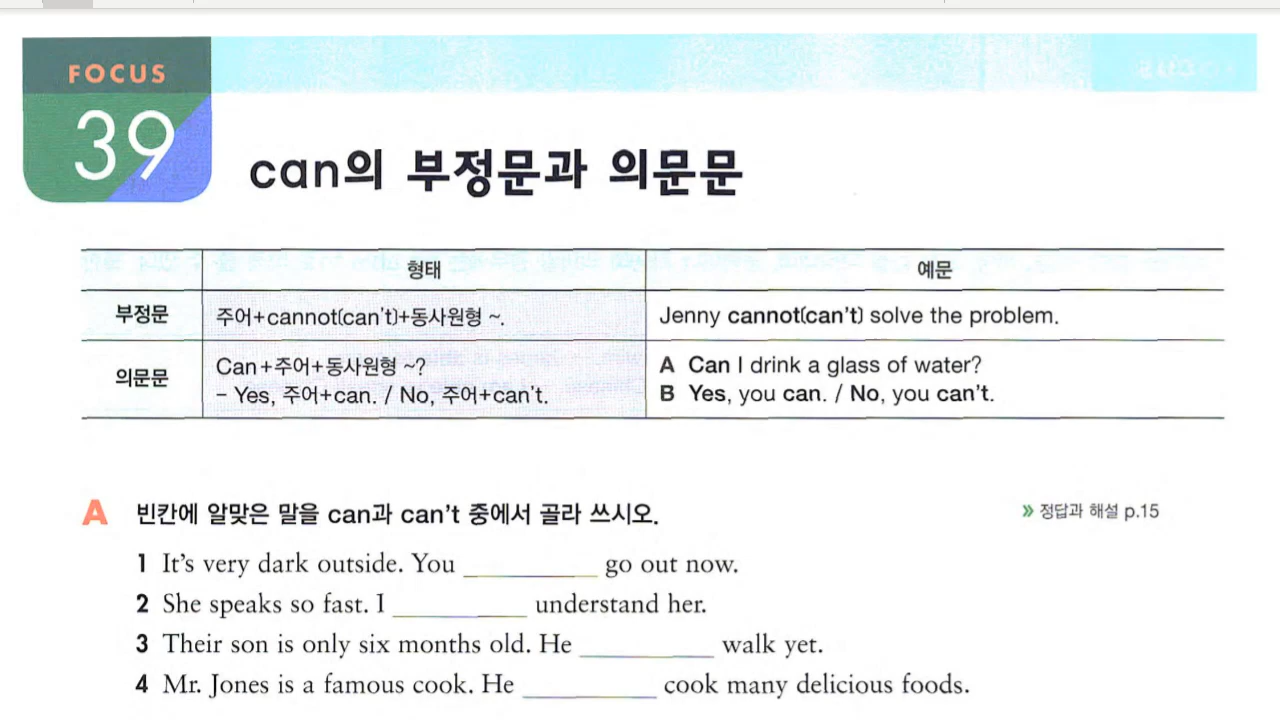 FOCUS
39
can의 부정문과 의문문
형태 예문
부정문 주어+cannot(can't)+동사원형 ~. Jenny cannot(can't) solve the problem.
의문문 Can+주어+동사원형 ~? A Can I drink a glass of water?
– Yes, 주어+can. / No, 주어+can't. B Yes, you can. / No, you can't.
A 빈칸에 알맞은 말을 can과 can't 중에서 골라 쓰시오. » 정답과 해설 p.15
1 It's very dark outside. You __________ go out now.
2 She speaks so fast. I __________ understand her.
3 Their son is only six months old. He __________ walk yet.
4 Mr. Jones is a famous cook. He __________ cook many delicious foods.